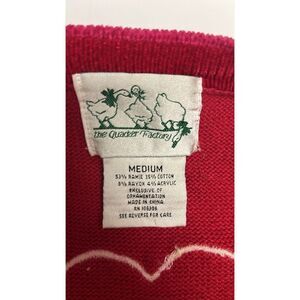 the Quacker Factory
MEDIUM
53% RAMIE 35% COTTON
8% RAYON 4% ACRYLIC
EXCLUSIVE OF
ORNAMENTATION
MADE IN CHINA
RN 103306
SEE REVERSE FOR CARE